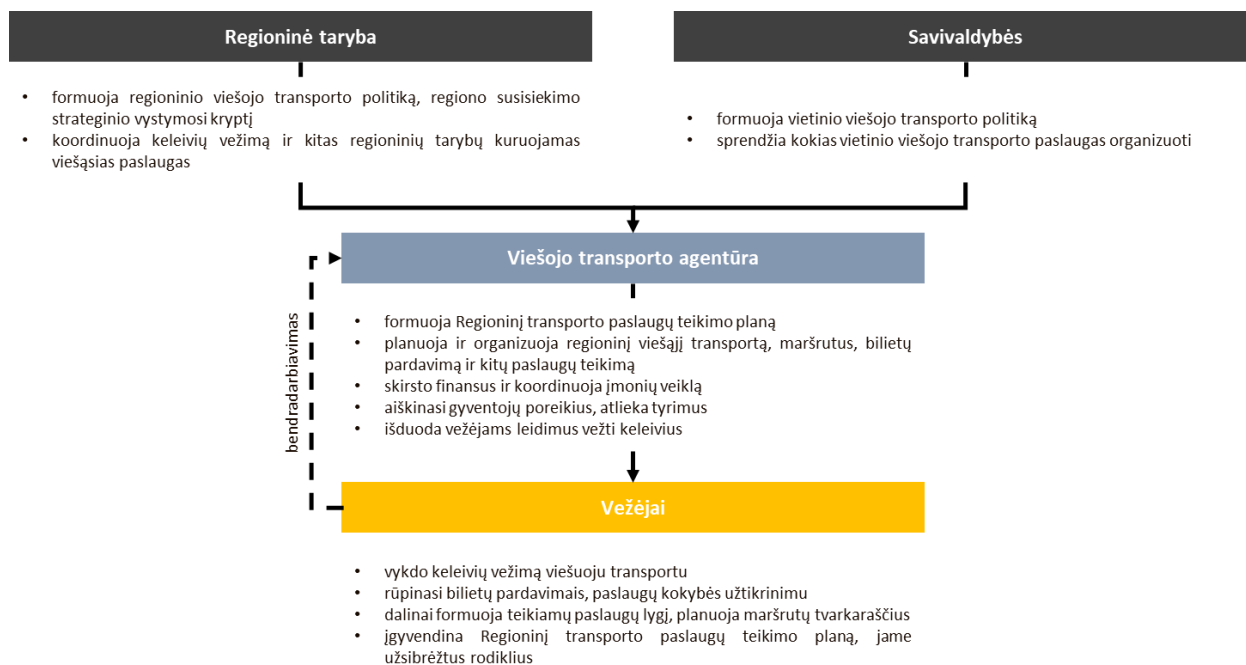 Regioninė taryba
Savivaldybės
• formuoja regioninio viešojo transporto politiką, regiono susisiekimo
strateginio vystymosi kryptį
• koordinuoja keleivių vežimą ir kitas regioninių tarybų kuruojamas
viešąsias paslaugas
• formuoja vietinio viešojo transporto politiką
• sprendžia kokias vietinio viešojo transporto paslaugas organizuoti
Viešojo transporto agentūra
bendradarbiavimas
• formuoja Regioninį transporto paslaugų teikimo planą
• planuoja ir organizuoja regioninį viešąjį transportą, maršrutus, bilietų
pardavimą ir kitų paslaugų teikimą
• skirsto finansus ir koordinuoja įmonių veiklą
• aiškinasi gyventojų poreikius, atlieka tyrimus
• išduoda vežėjams leidimus vežti keleivius
Vežėjai
• vykdo keleivių vežimą viešuoju transportu
• rūpinasi bilietų pardavimais, paslaugų kokybės užtikrinimu
• dalinai formuoja teikiamų paslaugų lygį, planuoja maršrutų tvarkaraščius
• įgyvendina Regioninį transporto paslaugų teikimo planą, jame
užsibrėžtus rodiklius